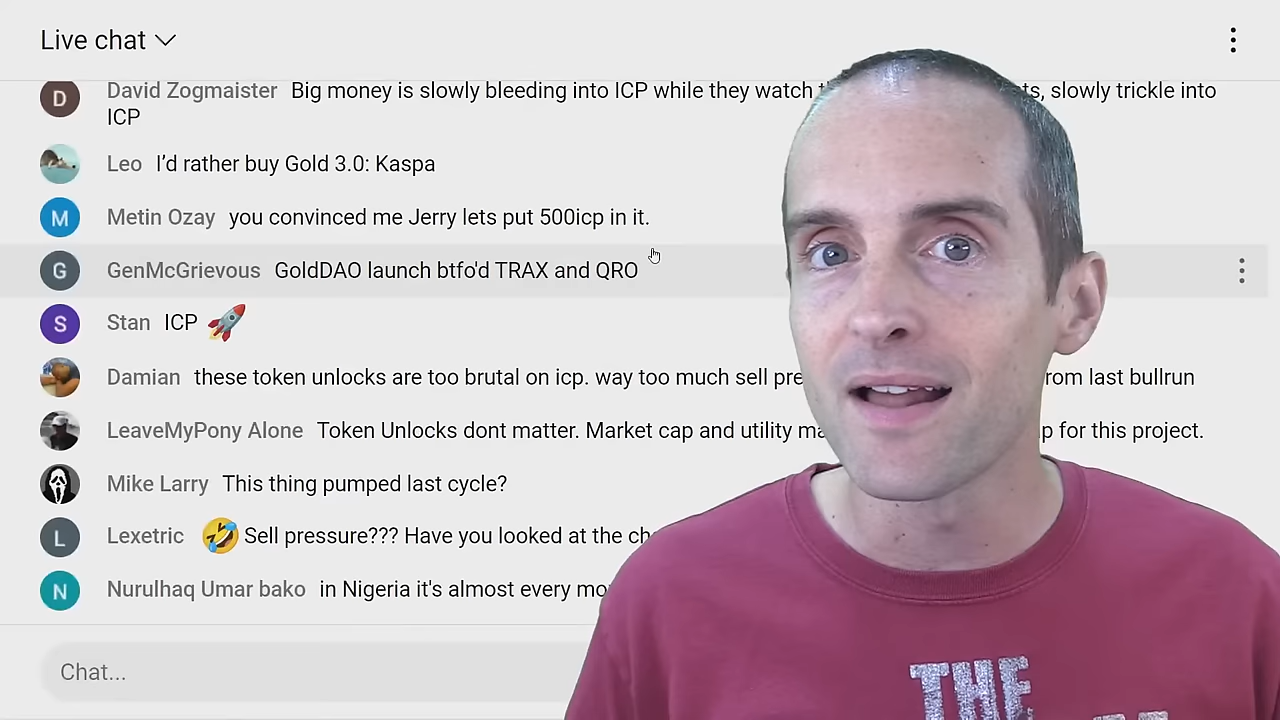 Live chat
D David Zogmaister Big money is slowly bleeding into ICP while they watch slowly trickle into
ICP
Leo I’d rather buy Gold 3.0: Kaspa
M Metin Ozay you convinced me Jerry lets put 500icp in it.
G GenMcGrievous GoldDAO launch btfo'd TRAX and QRO
S Stan ICP 🚀
Damian these token unlocks are too brutal on icp. way too much sell from last bullrun
LeaveMyPony Alone Token Unlocks dont matter. Market cap and utility for this project.
Mike Larry This thing pumped last cycle?
L Lexetric 🤣 Sell pressure??? Have you looked at the
N Nurulhaq Umar bako in Nigeria it's almost every
Chat...
THE